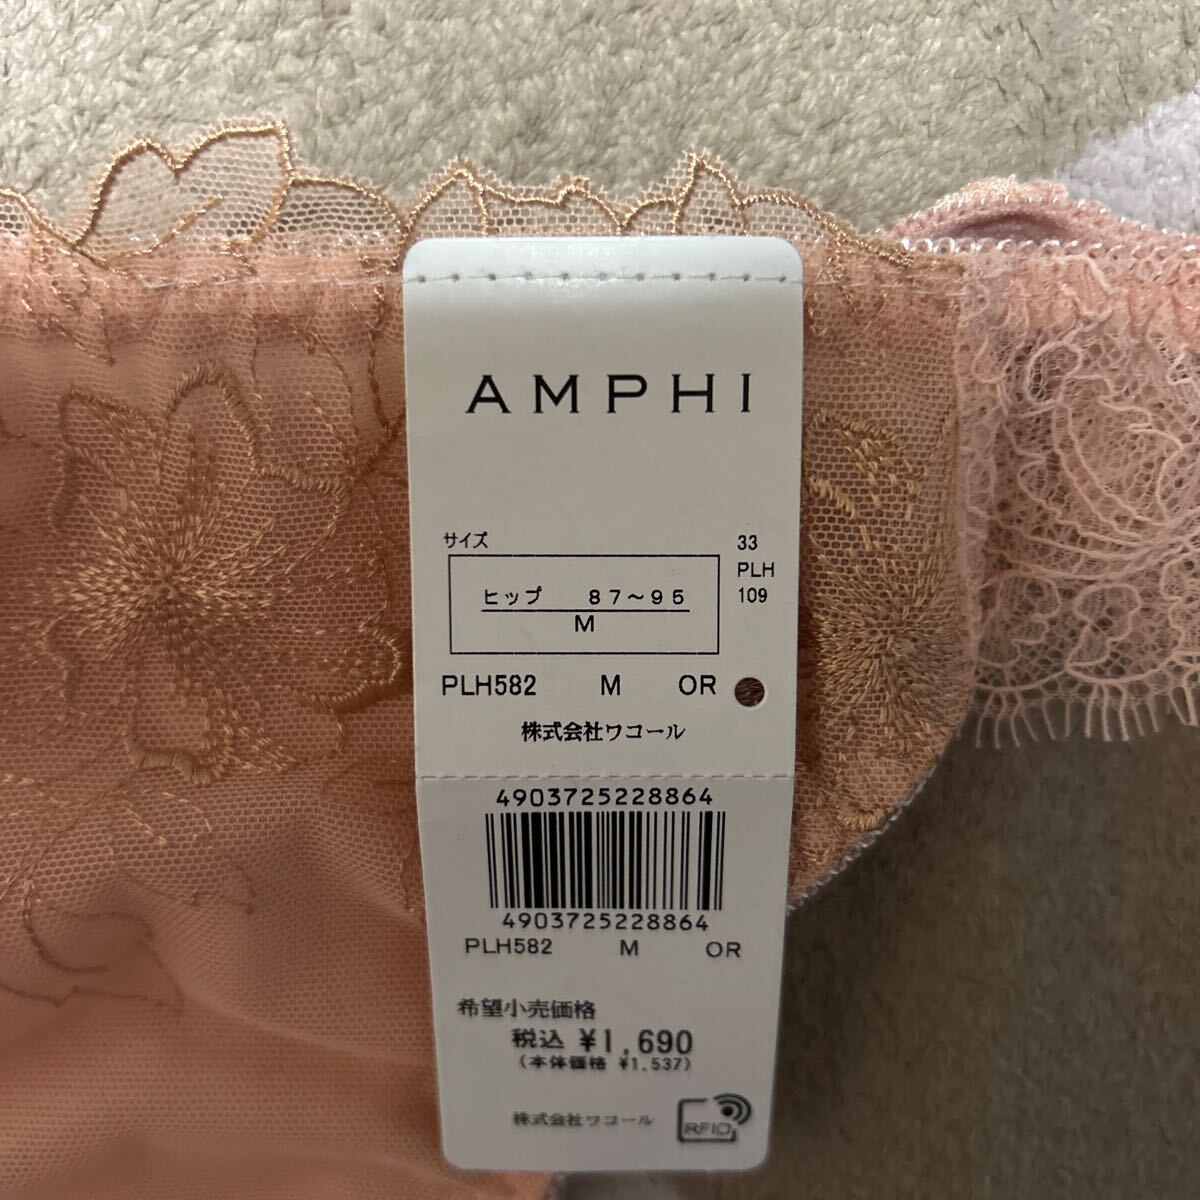 AMPHI
サイズ
ヒップ 87~95
M
33
PLH
109
PLH582 M OR
株式会社ワコール
4903725228864
4903725228864
PLH582 M OR
希望小売価格
税込 ¥1,690
(本体価格 ¥1,537)
株式会社ワコール
RFID